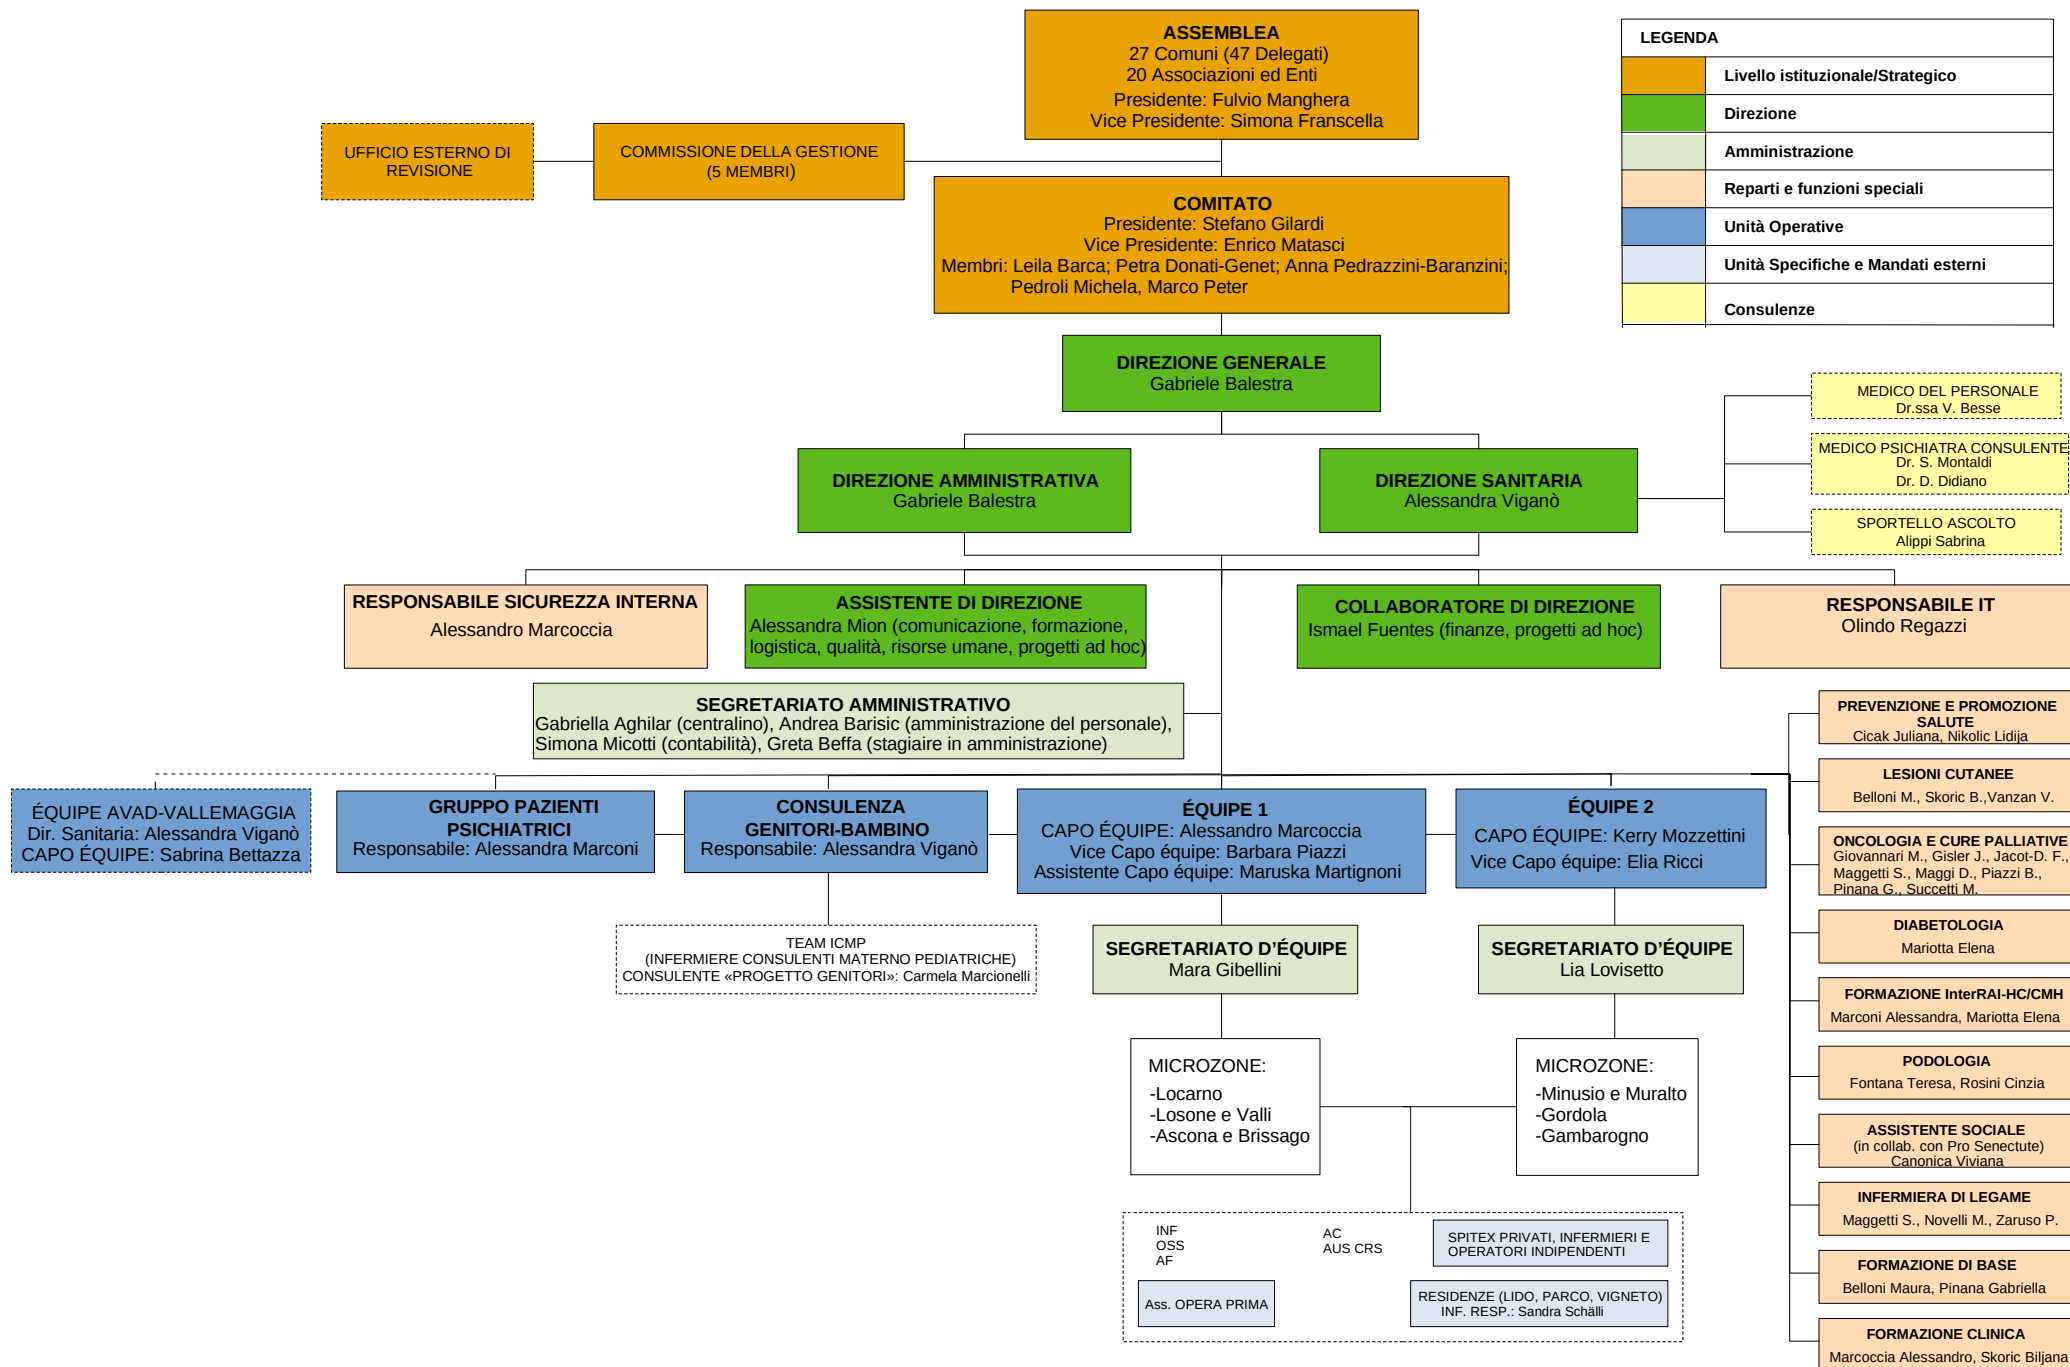 ASSEMBLEA
27 Comuni (47 Delegati)
20 Associazioni ed Enti
Presidente: Fulvio Manghera
Vice Presidente: Simona Franscella
LEGENDA
Livello istituzionale/Strategico
Direzione
Amministrazione
Reparti e funzioni speciali
Unità Operative
Unità Specifiche e Mandati esterni
Consulenze
UFFICIO ESTERNO DI
REVISIONE
COMMISSIONE DELLA GESTIONE
(5 MEMBRI)
COMITATO
Presidente: Stefano Gilardi
Vice Presidente: Enrico Matasci
Membri: Leila Barca; Petra Donati-Genet; Anna Pedrazzini-Baranzini;
Pedroli Michela, Marco Peter
DIREZIONE GENERALE
Gabriele Balestra
DIREZIONE AMMINISTRATIVA
Gabriele Balestra
DIREZIONE SANITARIA
Alessandra Viganò
MEDICO DEL PERSONALE
Dr.ssa V. Besse
MEDICO PSICHIATRA CONSULENTE
Dr. S. Montaldi
Dr. D. Didiano
SPORTELLO ASCOLTO
Alippi Sabrina
RESPONSABILE SICUREZZA INTERNA
Alessandro Marcoccia
ASSISTENTE DI DIREZIONE
Alessandra Mion (comunicazione, formazione,
logistica, qualità, risorse umane, progetti ad hoc)
COLLABORATORE DI DIREZIONE
Ismael Fuentes (finanze, progetti ad hoc)
RESPONSABILE IT
Olindo Regazzi
SEGRETARIATO AMMINISTRATIVO
Gabriella Aghilar (centralino), Andrea Barisic (amministrazione del personale),
Simona Micotti (contabilità), Greta Beffa (stagiaire in amministrazione)
ÉQUIPE AVAD-VALLEMAGGIA
Dir. Sanitaria: Alessandra Viganò
CAPO ÉQUIPE: Sabrina Bettazza
GRUPPO PAZIENTI
PSICHIATRICI
Responsabile: Alessandra Marconi
CONSULENZA
GENITORI-BAMBINO
Responsabile: Alessandra Viganò
ÉQUIPE 1
CAPO ÉQUIPE: Alessandro Marcoccia
Vice Capo équipe: Barbara Piazzi
Assistente Capo équipe: Maruska Martignoni
ÉQUIPE 2
CAPO ÉQUIPE: Kerry Mozzettini
Vice Capo équipe: Elia Ricci
TEAM ICMP
(INFERMIERE CONSULENTI MATERNO PEDIATRICHE)
CONSULENTE «PROGETTO GENITORI»: Carmela Marcionelli
SEGRETARIATO D’ÉQUIPE
Mara Gibellini
SEGRETARIATO D’ÉQUIPE
Lia Lovisetto
MICROZONE:
-Locarno
-Losone e Valli
-Ascona e Brissago
MICROZONE:
-Minusio e Muralto
-Gordola
-Gambarogno
INF
OSS
AF
AC
AUS CRS
SPITEX PRIVATI, INFERMIERI E
OPERATORI INDIPENDENTI
Ass. OPERA PRIMA
RESIDENZE (LIDO, PARCO, VIGNETO)
INF. RESP.: Sandra Schälli
PREVENZIONE E PROMOZIONE
SALUTE
Cicak Juliana, Nikolic Lidija
LESIONI CUTANEE
Belloni M., Skoric B.,Vanzan V.
ONCOLOGIA E CURE PALLIATIVE
Giovannari M., Gisler J., Jacot-D. F.,
Maggetti S., Maggi D., Piazzi B.,
Pinana G., Succetti M.
DIABETOLOGIA
Mariotta Elena
FORMAZIONE InterRAI-HC/CMH
Marconi Alessandra, Mariotta Elena
PODOLOGIA
Fontana Teresa, Rosini Cinzia
ASSISTENTE SOCIALE
(in collab. con Pro Senectute)
Canonica Viviana
INFERMIERA DI LEGAME
Maggetti S., Novelli M., Zaruso P.
FORMAZIONE DI BASE
Belloni Maura, Pinana Gabriella
FORMAZIONE CLINICA
Marcoccia Alessandro, Skoric Biljana